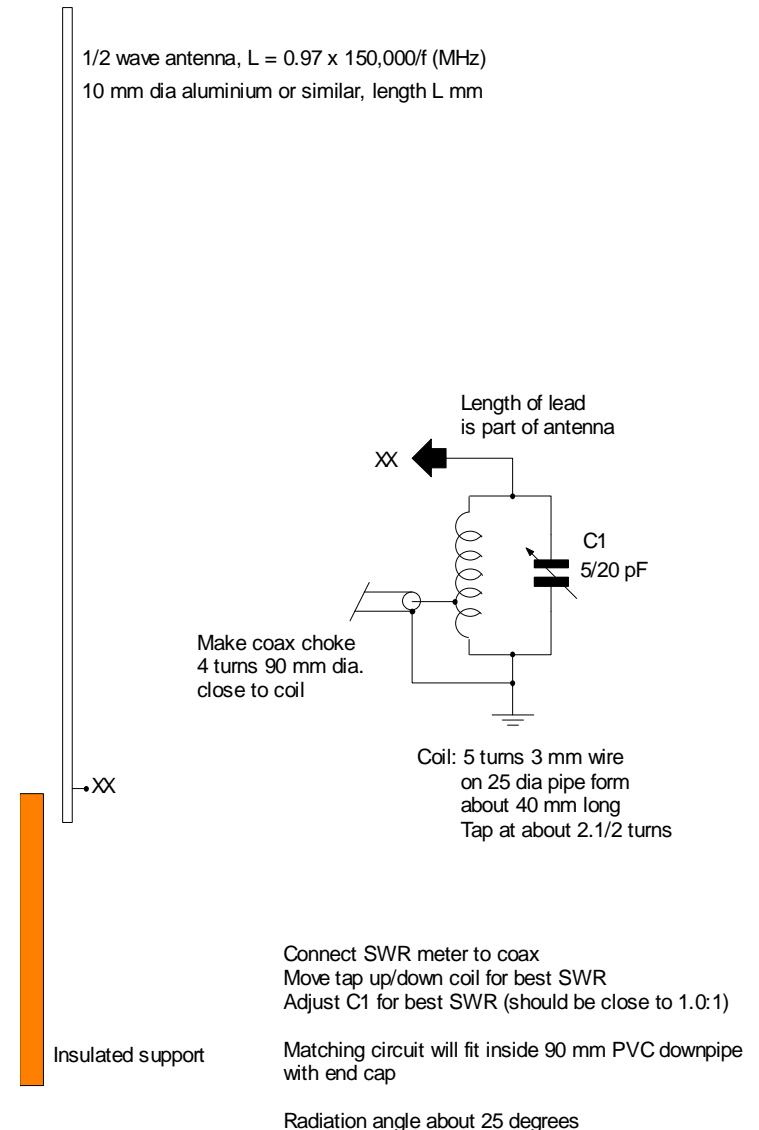 1/2 wave antenna, L = 0.97 x 150,000/f (MHz)
10 mm dia aluminium or similar, length L mm
Length of lead
is part of antenna
XX
C1
5/20 pF
Make coax choke
4 turns 90 mm dia.
close to coil
XX
Coil: 5 turns 3 mm wire
on 25 dia pipe form
about 40 mm long
Tap at about 2.1/2 turns
Connect SWR meter to coax
Move tap up/down coil for best SWR
Adjust C1 for best SWR (should be close to 1.0:1)
Insulated support
Matching circuit will fit inside 90 mm PVC downpipe
with end cap
Radiation angle about 25 degrees